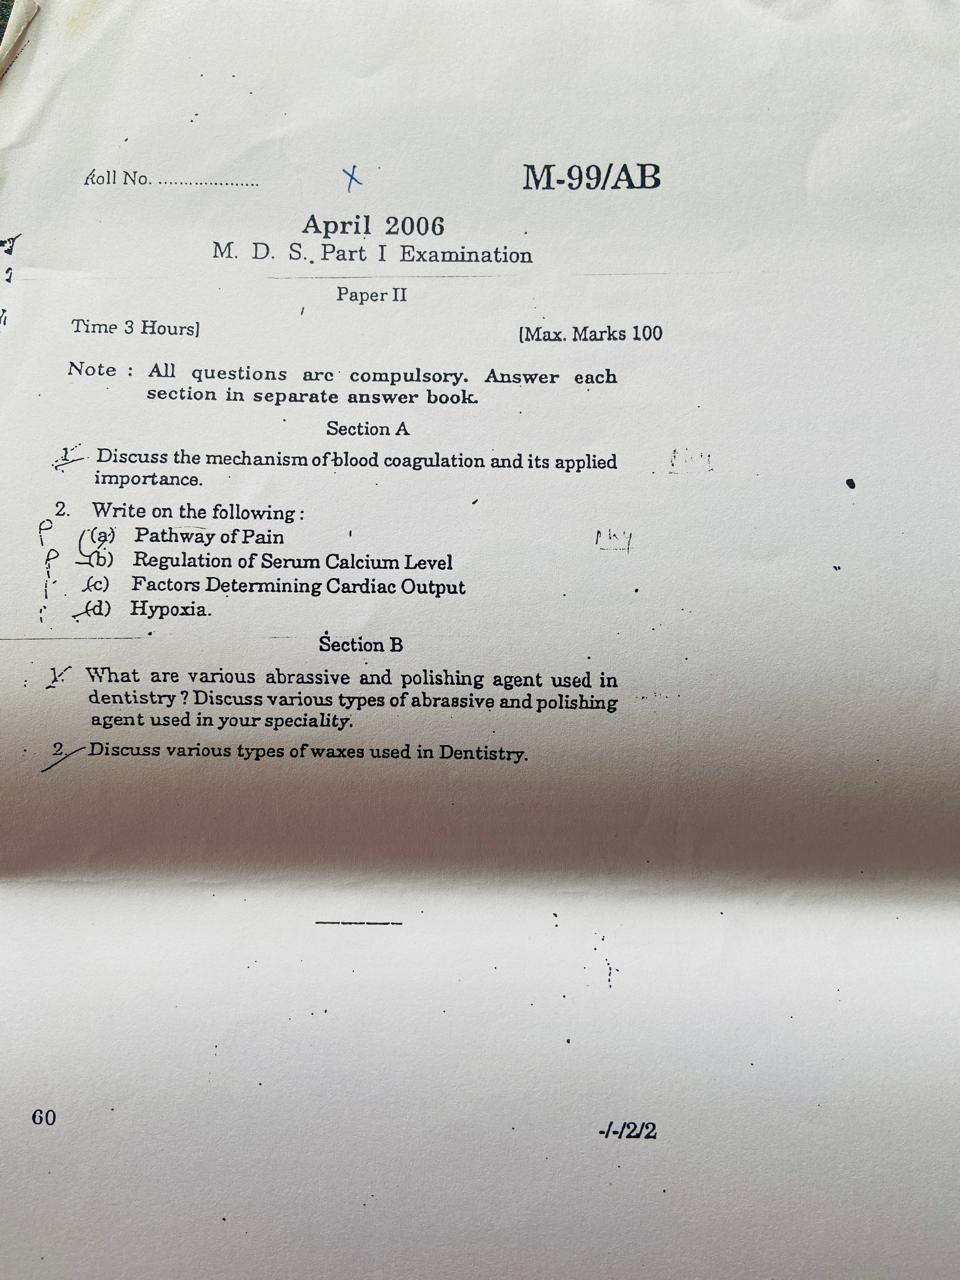 Roll No. ....................
X
M-99/AB
April 2006
M. D. S. Part I Examination
Paper II
Time 3 Hours]
[Max. Marks 100
Note : All questions are compulsory. Answer each
section in separate answer book.
Section A
1. Discuss the mechanism of blood coagulation and its applied
importance.
2. Write on the following :
(a) Pathway of Pain
phy
(b) Regulation of Serum Calcium Level
(c) Factors Determining Cardiac Output
(d) Hypoxia.
Section B
1. What are various abrassive and polishing agent used in
dentistry ? Discuss various types of abrassive and polishing
agent used in your speciality.
2. Discuss various types of waxes used in Dentistry.
60
-/-/2/2